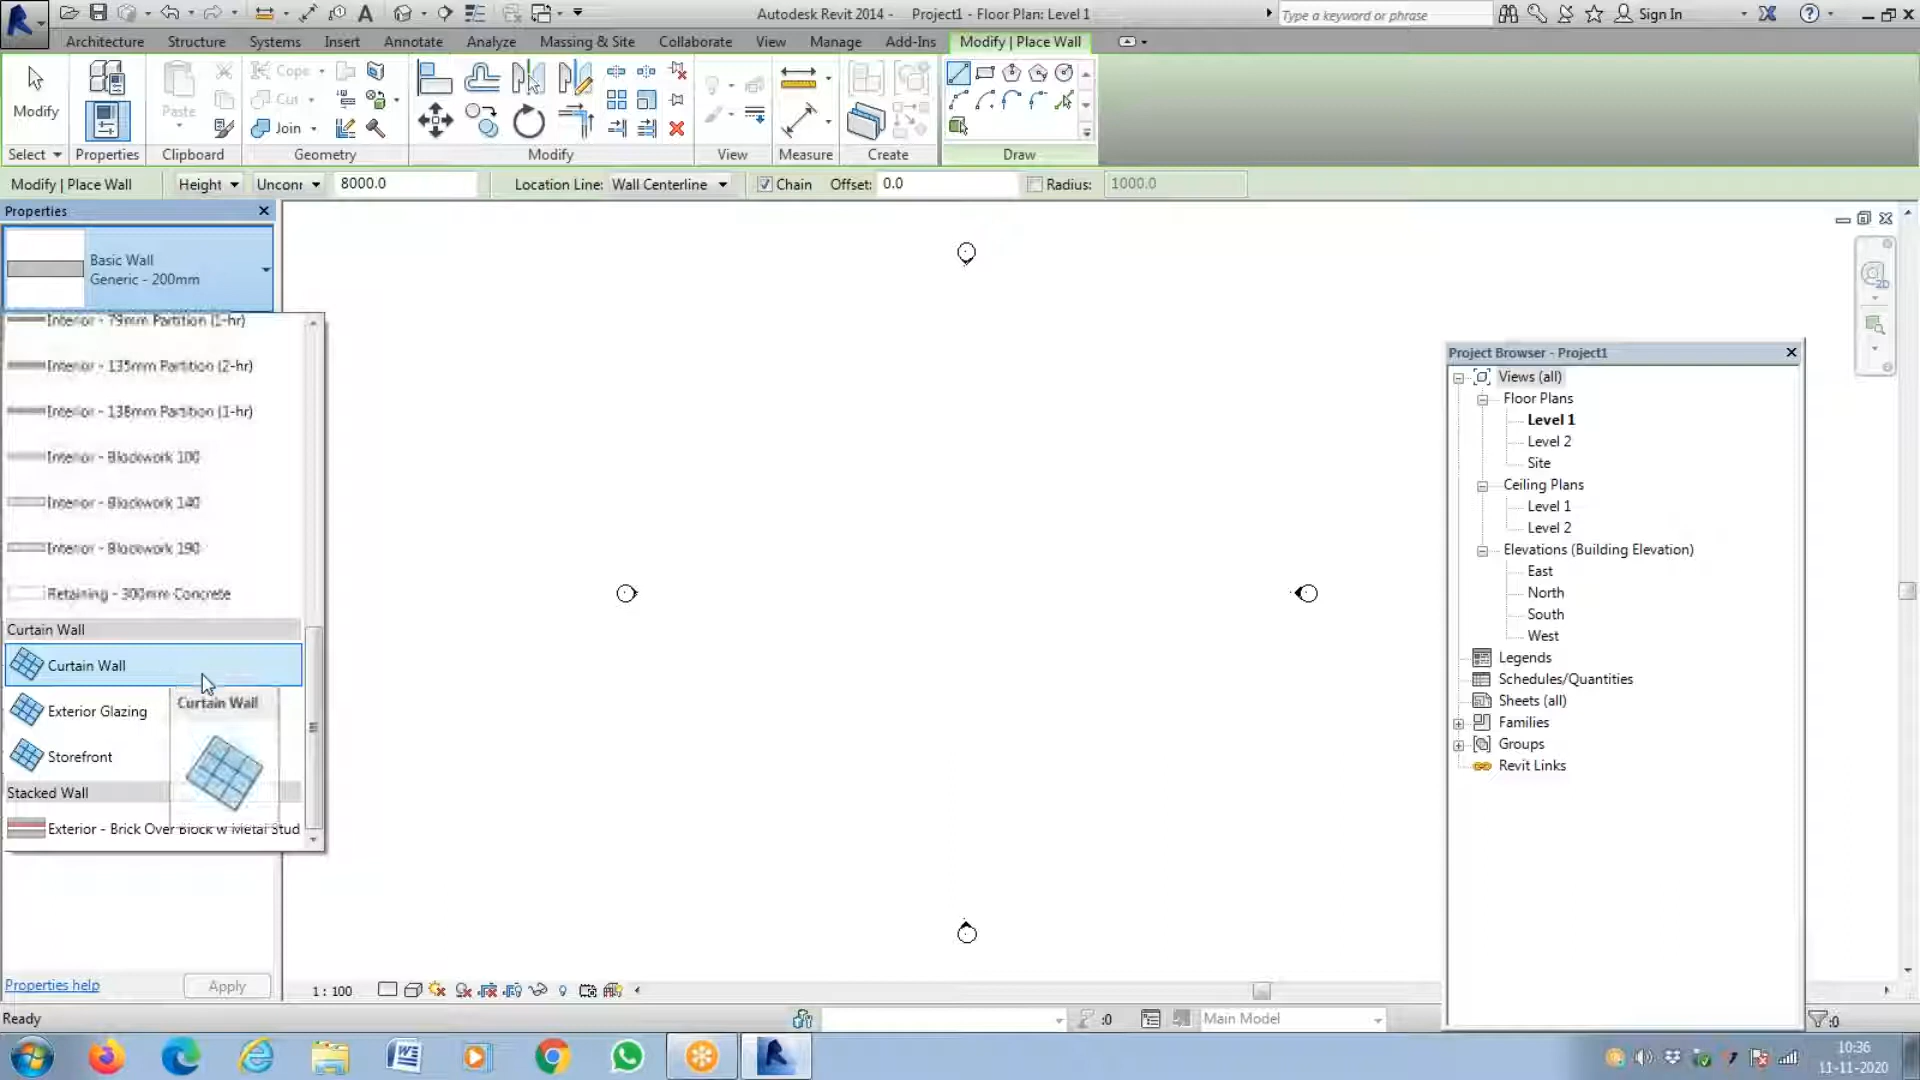 Autodesk Revit 2014 -    Project1 - Floor Plan: Level 1
Type a keyword or phrase
Sign In
Architecture
Structure
Systems
Insert
Annotate
Analyze
Massing & Site
Collaborate
View
Manage
Add-Ins
Modify | Place Wall
Modify
Paste
Cope
Cut
Join
Select
Properties
Clipboard
Geometry
Modify
View
Measure
Create
Draw
Modify | Place Wall
Height
Unconr
8000.0
Location Line: Wall Centerline
Chain
Offset: 0.0
Radius: 1000.0
Properties
Basic Wall
Generic - 200mm
Interior - 79mm Partition (1-hr)
Interior - 135mm Partition (2-hr)
Interior - 138mm Partition (1-hr)
Interior - Blockwork 100
Interior - Blockwork 140
Interior - Blockwork 190
Retaining - 300mm Concrete
Curtain Wall
Curtain Wall
Exterior Glazing
Curtain Wall
Storefront
Stacked Wall
Exterior - Brick Over Block w Metal Stud
Properties help
Apply
2D
Project Browser - Project1
Views (all)
Floor Plans
Level 1
Level 2
Site
Ceiling Plans
Level 1
Level 2
Elevations (Building Elevation)
East
North
South
West
Legends
Schedules/Quantities
Sheets (all)
Families
Groups
Revit Links
1 : 100
Ready
:0
Main Model
:0
10:36
11-11-2020